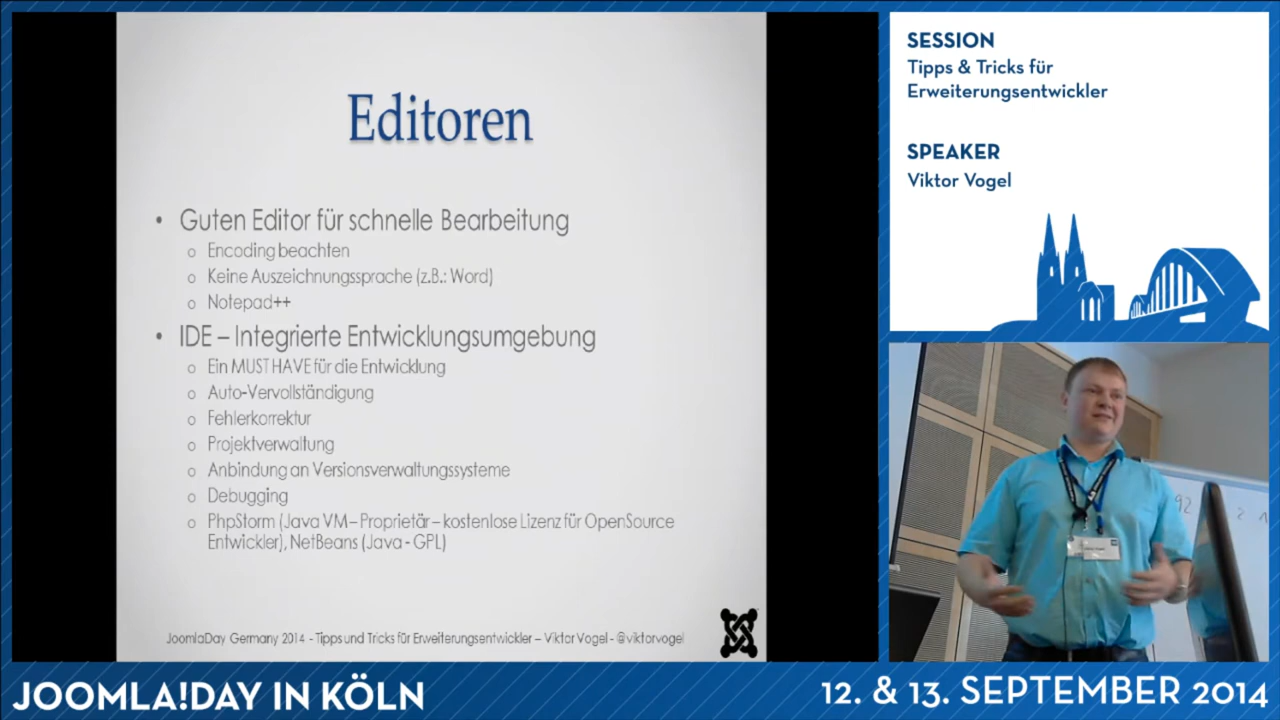 Editoren
• Guten Editor für schnelle Bearbeitung
o Encoding beachten
o Keine Auszeichnungssprache (z.B.: Word)
o Notepad++
• IDE – Integrierte Entwicklungsumgebung
o Ein MUST HAVE für die Entwicklung
o Auto-Vervollständigung
o Fehlerkorrektur
o Projektverwaltung
o Anbindung an Versionsverwaltungssysteme
o Debugging
o PhpStorm (Java VM – Proprietär – kostenlose Lizenz für OpenSource
Entwickler), NetBeans (Java - GPL)
JoomlaDay Germany 2014 - Tipps und Tricks für Erweiterungsentwickler – Viktor Vogel - @viktorvogel
SESSION
Tipps & Tricks für
Erweiterungsentwickler
SPEAKER
Viktor Vogel
92
JOOMLA!DAY IN KÖLN
12. & 13. SEPTEMBER 2014